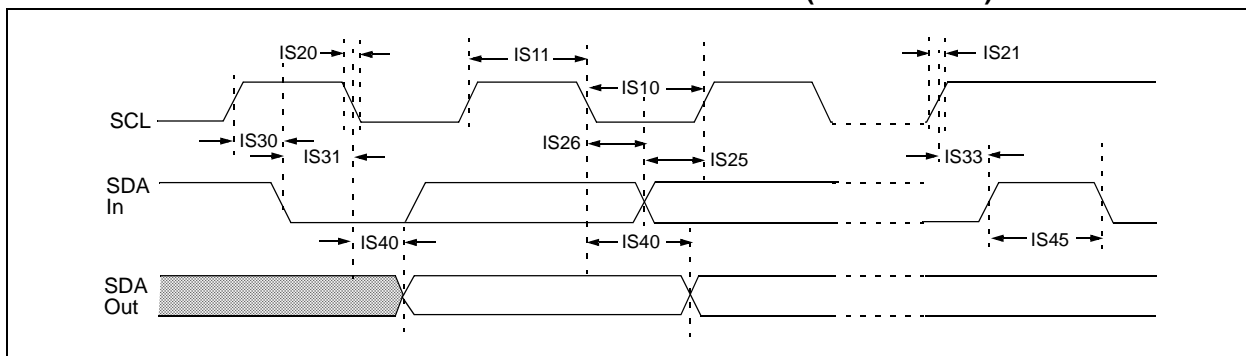 IS20
IS11
IS21
IS10
SCL
IS30
IS26
IS31
IS25
IS33
SDA
In
IS40
IS40
IS45
SDA
Out